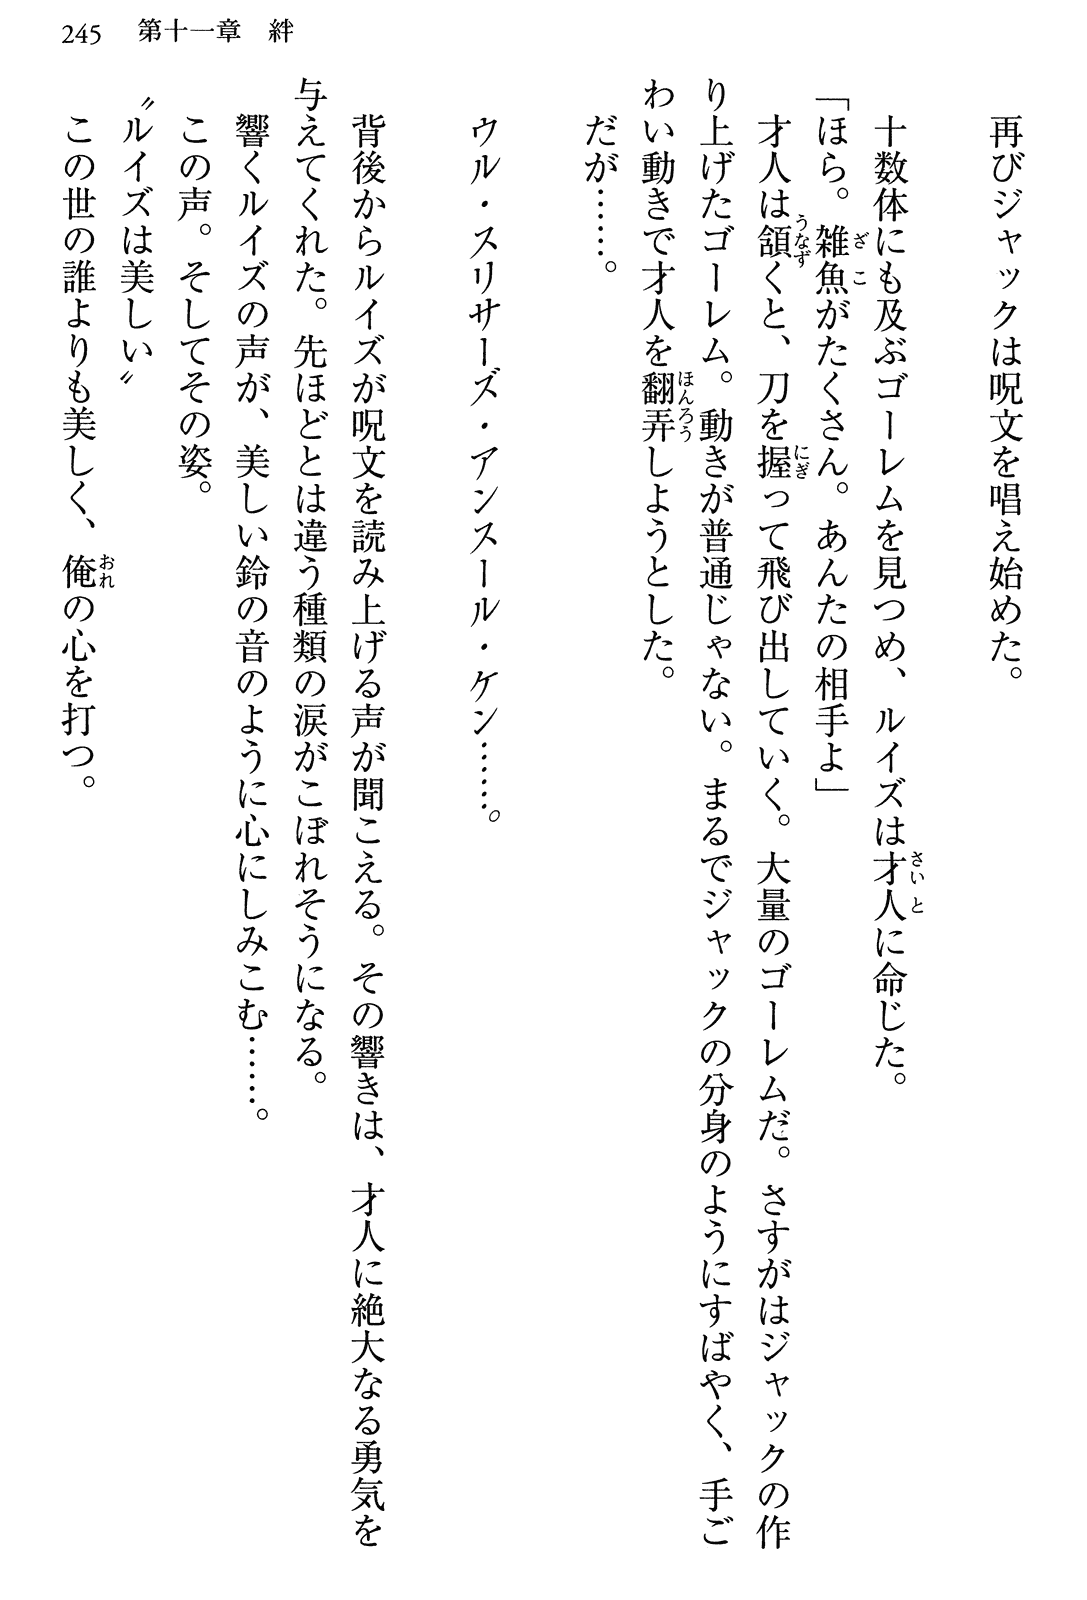 245　第十一章　絆
再びジャックは呪文を唱え始めた。
十数体にも及ぶゴーレムを見つめ、ルイズは才人に命じた。
「ほら。雑魚がたくさん。あんたの相手よ」
才人は頷くと、刀を握って飛び出していく。大量のゴーレムだ。さすがはジャックの作
り上げたゴーレム。動きが普通じゃない。まるでジャックの分身のようにすばやく、手ご
わい動きで才人を翻弄しようとした。
だが……。
ウル・スリサーズ・アンスール・ケン……。
背後からルイズが呪文を読み上げる声が聞こえる。その響きは、才人に絶大なる勇気を
与えてくれた。先ほどとは違う種類の涙がこぼれそうになる。
響くルイズの声が、美しい鈴の音のように心にしみこむ……。
この声。そしてその姿。
〝ルイズは美しい〟
この世の誰よりも美しく、俺の心を打つ。